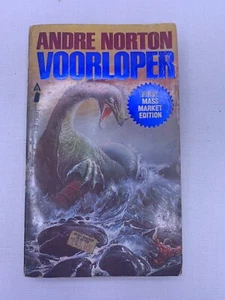 ANDRE NORTON
VOORLOPER
FIRST
MASS
MARKET
EDITION